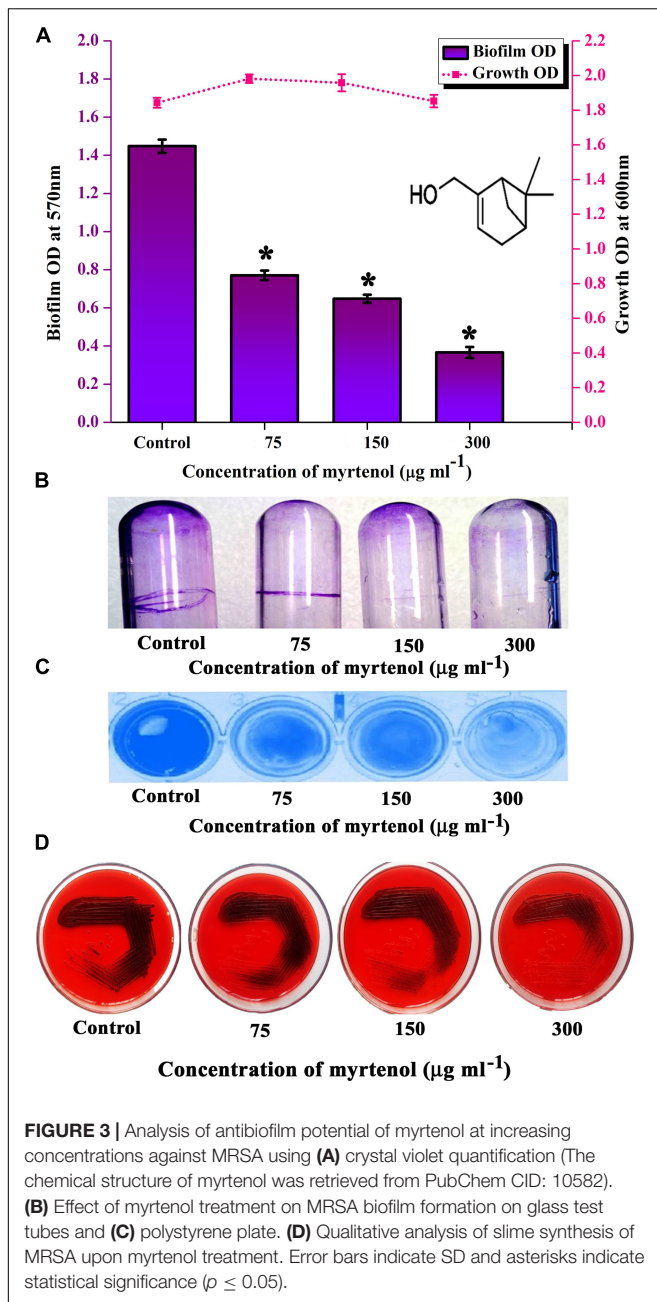 A
2.0
1.8
1.6
1.4
1.2
1.0
0.8
0.6
0.4
0.2
0.0
Biofilm OD at 570nm
Biofilm OD
Growth OD
2.2
2.0
1.8
1.6
1.4
1.2
1.0
0.8
0.6
0.4
0.2
0.0
Growth OD at 600nm
HO
*
*
*
Control 75 150 300
Concentration of myrtenol (µg ml⁻¹)
B
Control 75 150 300
Concentration of myrtenol (µg ml⁻¹)
C
Control 75 150 300
Concentration of myrtenol (µg ml⁻¹)
D
Control 75 150 300
Concentration of myrtenol (µg ml⁻¹)
FIGURE 3 | Analysis of antibiofilm potential of myrtenol at increasing
concentrations against MRSA using (A) crystal violet quantification (The
chemical structure of myrtenol was retrieved from PubChem CID: 10582).
(B) Effect of myrtenol treatment on MRSA biofilm formation on glass test
tubes and (C) polystyrene plate. (D) Qualitative analysis of slime synthesis of
MRSA upon myrtenol treatment. Error bars indicate SD and asterisks indicate
statistical significance (p ≤ 0.05).